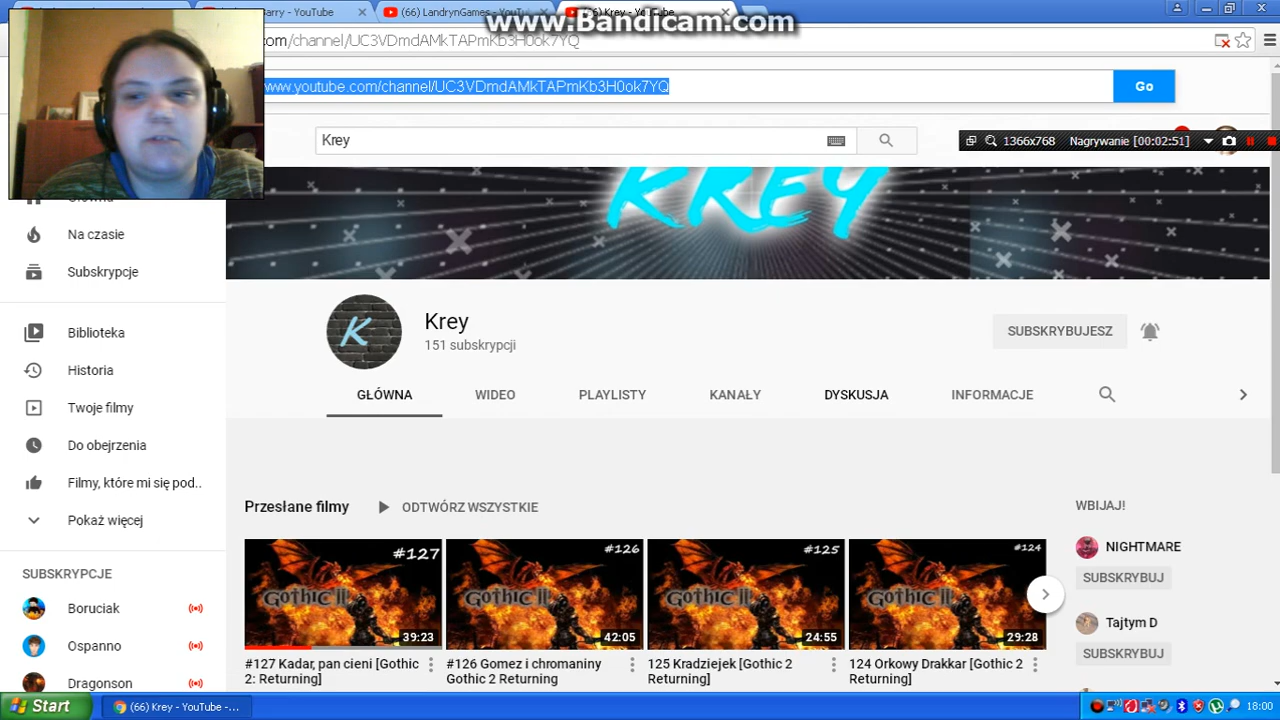 arry - YouTube
(66) LandrynGames - YouTu
(66) Krey - YouTube
www.Bandicam.com
om/channel/UC3VDmdAMkTAPmKb3H0ok7YQ
www.youtube.com/channel/UC3VDmdAMkTAPmKb3H0ok7YQ
Go
Krey
1366x768
Nagrywanie [00:02:51]
KREY
Główna
Na czasie
Subskrypcje
Biblioteka
Historia
Twoje filmy
Do obejrzenia
Filmy, które mi się pod..
Pokaż więcej
SUBSKRYPCJE
Boruciak
Ospanno
Dragonson
K
Krey
151 subskrypcji
SUBSKRYBUJESZ
GŁÓWNA
WIDEO
PLAYLISTY
KANAŁY
DYSKUSJA
INFORMACJE
Przesłane filmy
ODTWÓRZ WSZYSTKIE
#127
GOTHIC II
39:23
#127 Kadar, pan cieni [Gothic
2: Returning]
#126
GOTHIC II
42:05
#126 Gomez i chromaniny
Gothic 2 Returning
#125
GOTHIC II
24:55
125 Kradziejek [Gothic 2
Returning]
#124
GOTHIC II
29:28
124 Orkowy Drakkar [Gothic 2
Returning]
WBIJAJ!
NIGHTMARE
SUBSKRYBUJ
Tajtym D
SUBSKRYBUJ
Start
(66) Krey - YouTube -...
18:00